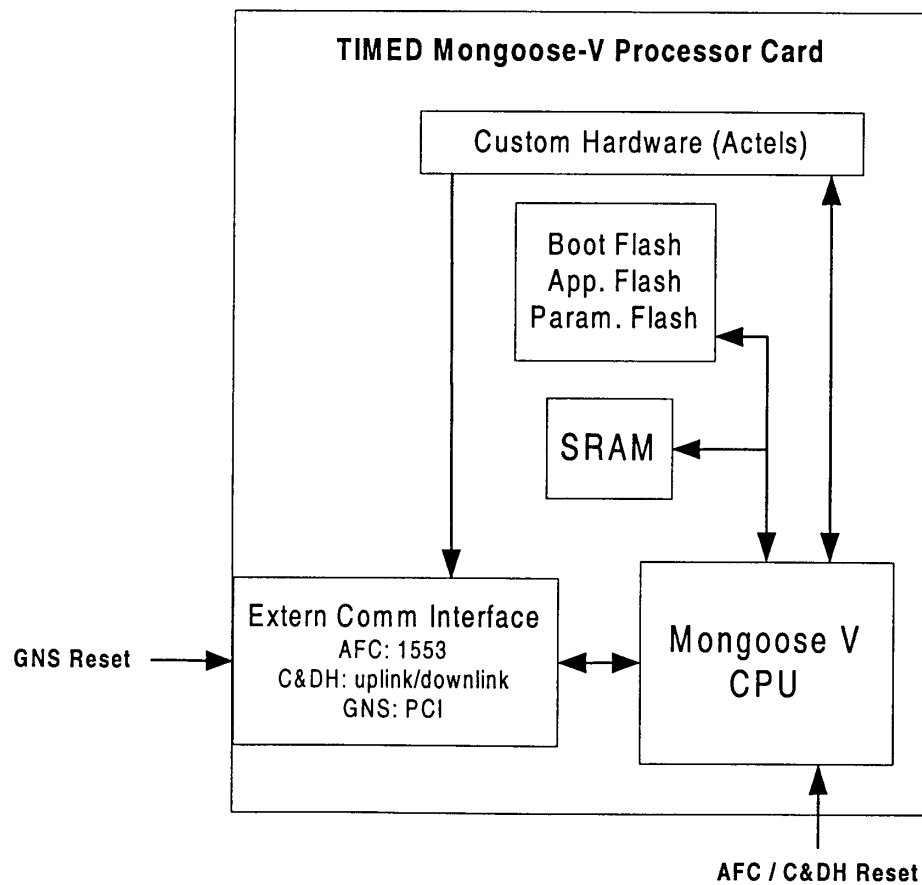 TIMED Mongoose-V Processor Card
Custom Hardware (Actels)
Boot Flash
App. Flash
Param. Flash
SRAM
Extern Comm Interface
AFC: 1553
C&DH: uplink/downlink
GNS: PCI
GNS Reset
Mongoose V
CPU
AFC / C&DH Reset